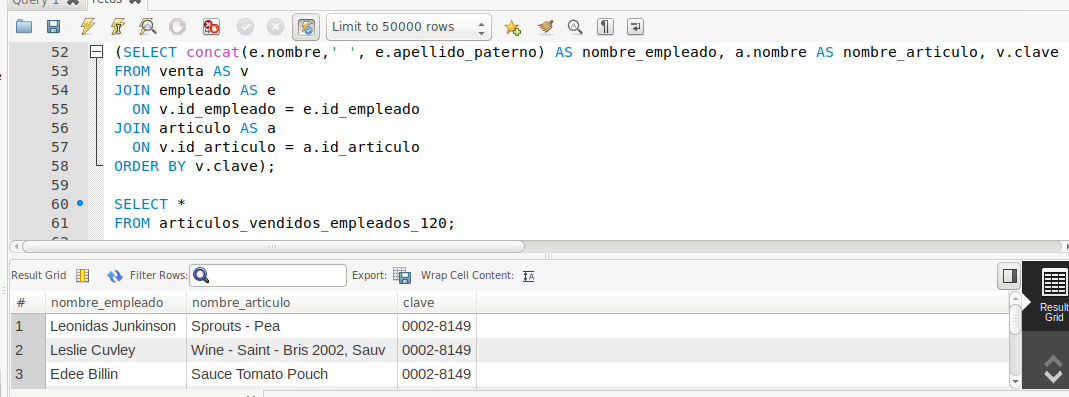 Query 1 retos
Limit to 50000 rows
52 (SELECT concat(e.nombre,' ', e.apellido_paterno) AS nombre_empleado, a.nombre AS nombre_articulo, v.clave
53 FROM venta AS v
54 JOIN empleado AS e
55 ON v.id_empleado = e.id_empleado
56 JOIN articulo AS a
57 ON v.id_articulo = a.id_articulo
58 ORDER BY v.clave);
59
60 SELECT *
61 FROM articulos_vendidos_empleados_120;
Result Grid Filter Rows: Export: Wrap Cell Content:
# nombre_empleado nombre_articulo clave
1 Leonidas Junkinson Sprouts - Pea 0002-8149
2 Leslie Cuvley Wine - Saint - Bris 2002, Sauv 0002-8149
3 Edee Billin Sauce Tomato Pouch 0002-8149
Result
Grid